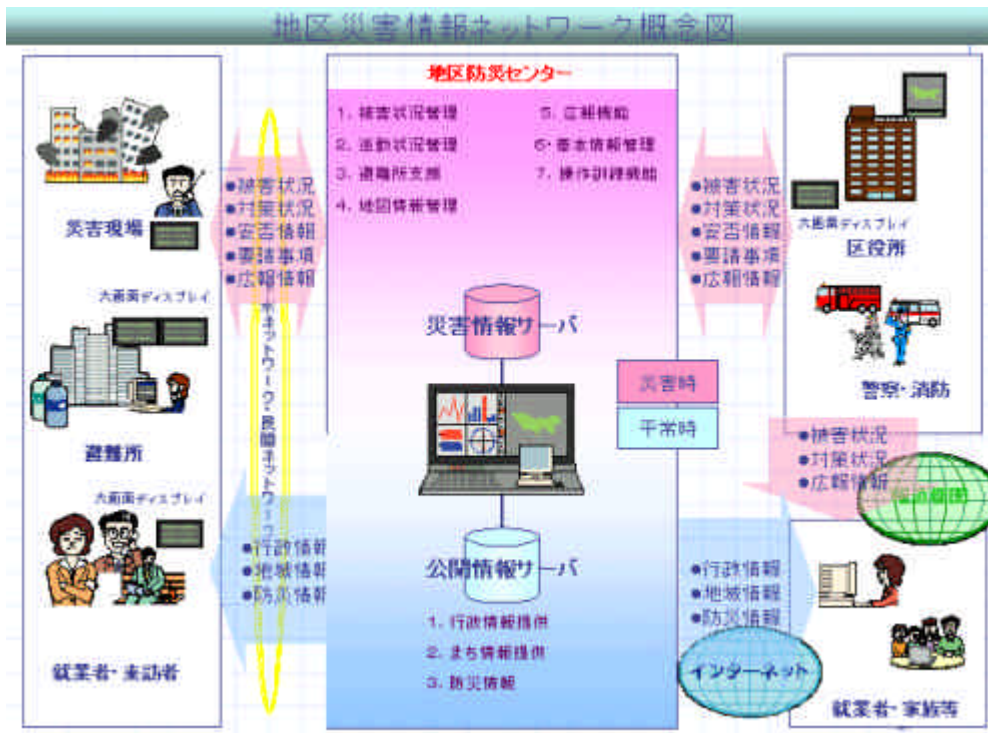 地区災害情報ネットワーク概念図
災害現場
大画面ディスプレイ
避難所
大画面ディスプレイ
就業者・来訪者
●被害状況
●対策状況
●安否情報
●要請事項
●広報情報
ネットワーク・民間ネットワーク
●行政情報
●地域情報
●防災情報
地区防災センター
1. 被害状況管理
2. 活動状況管理
3. 避難所支援
4. 地図情報管理
5. 広報機能
6・基本情報管理
7. 操作訓練機能
災害情報サーバ
災害時
平常時
公開情報サーバ
1. 行政情報提供
2. まち情報提供
3. 防災情報
●被害状況
●対策状況
●安否情報
●要請事項
●広報情報
大画面ディスプレイ
区役所
警察・消防
●被害状況
●対策状況
●広報情報
●行政情報
●地域情報
●防災情報
インターネット
就業者・家族等